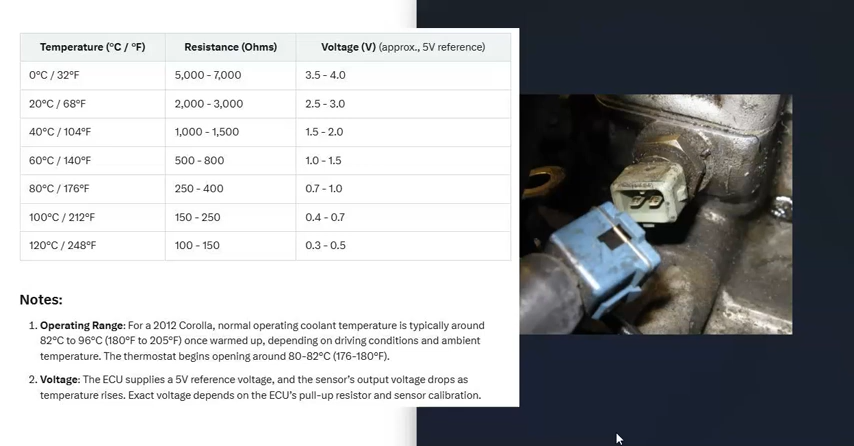 Temperature (°C / °F) Resistance (Ohms) Voltage (V) (approx., 5V reference)
0°C / 32°F 5,000 - 7,000 3.5 - 4.0
20°C / 68°F 2,000 - 3,000 2.5 - 3.0
40°C / 104°F 1,000 - 1,500 1.5 - 2.0
60°C / 140°F 500 - 800 1.0 - 1.5
80°C / 176°F 250 - 400 0.7 - 1.0
100°C / 212°F 150 - 250 0.4 - 0.7
120°C / 248°F 100 - 150 0.3 - 0.5
Notes:
1. Operating Range: For a 2012 Corolla, normal operating coolant temperature is typically around
82°C to 96°C (180°F to 205°F) once warmed up, depending on driving conditions and ambient
temperature. The thermostat begins opening around 80-82°C (176-180°F).
2. Voltage: The ECU supplies a 5V reference voltage, and the sensor's output voltage drops as
temperature rises. Exact voltage depends on the ECU's pull-up resistor and sensor calibration.